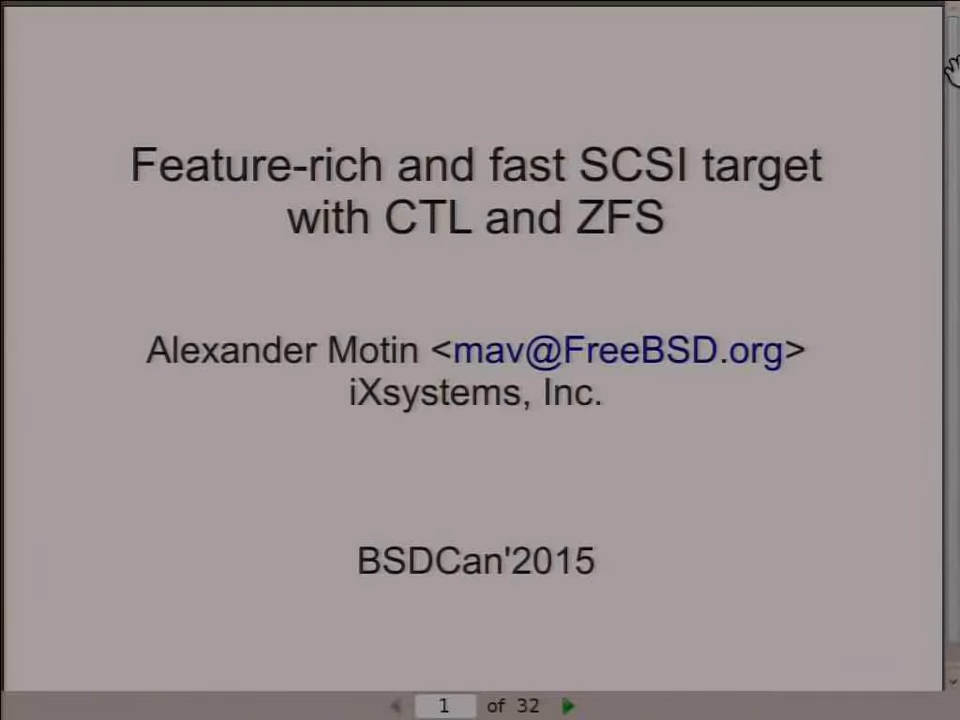 Feature-rich and fast SCSI target
with CTL and ZFS
Alexander Motin <mav@FreeBSD.org>
iXsystems, Inc.
BSDCan'2015
1 of 32